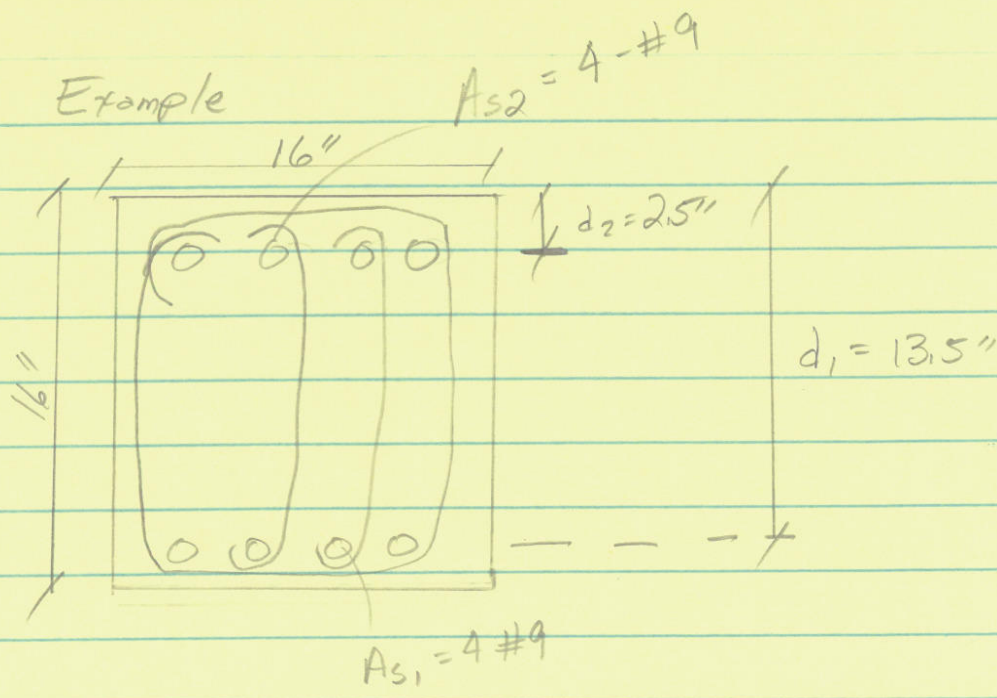 Example
As2 = 4-#9
16"
d2 = 2.5"
16"
d1 = 13.5"
As1 = 4 #9